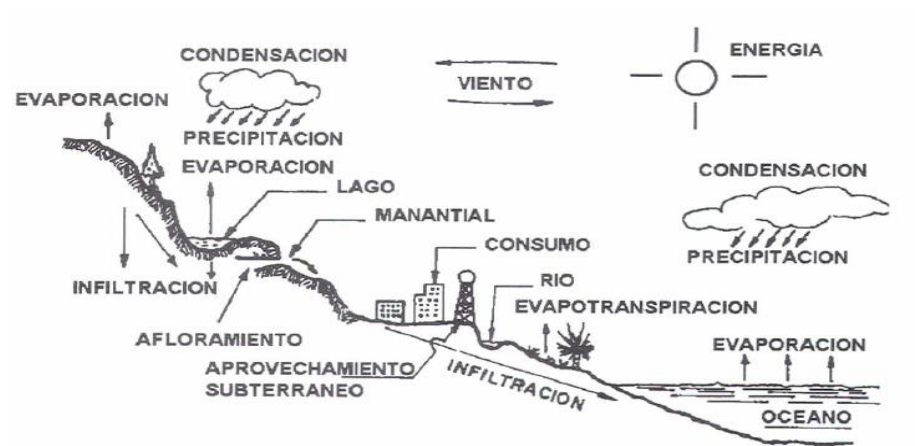 CONDENSACION
ENERGIA
VIENTO
EVAPORACION
PRECIPITACION
EVAPORACION
CONDENSACION
LAGO
MANANTIAL
CONSUMO
PRECIPITACION
RIO
INFILTRACION
EVAPOTRANSPIRACION
AFLORAMIENTO
EVAPORACION
APROVECHAMIENTO
SUBTERRANEO
INFILTRACION
OCEANO